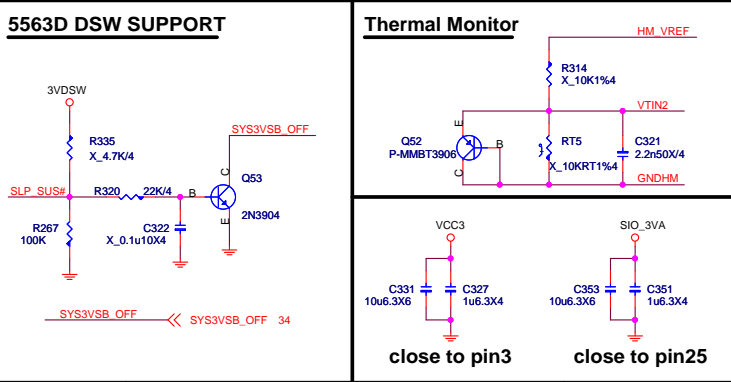 5563D DSW SUPPORT
3VDSW
R335
X_4.7K/4
SYS3VSB_OFF
SLP_SUS#
R320 22K/4
B
C
E
Q53
2N3904
R267
100K
C322
X_0.1u10X4
SYS3VSB_OFF
SYS3VSB_OFF 34
Thermal Monitor
HM_VREF
R314
X_10K1%4
VTIN2
Q52
P-MMBT3906
E
B
C
RT5
X_10KRT1%4
C321
2.2n50X/4
GNDHM
VCC3
C331
10u6.3X6
C327
1u6.3X4
close to pin3
SIO_3VA
C353
10u6.3X6
C351
1u6.3X4
close to pin25